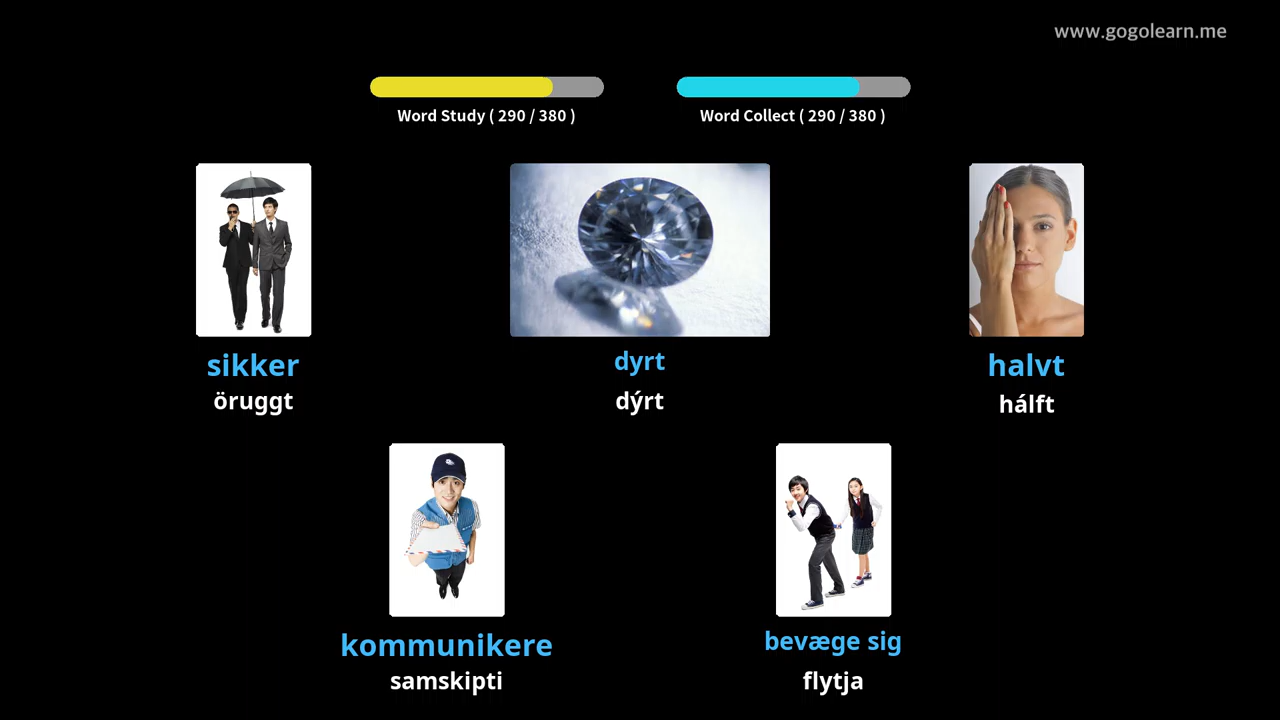 www.gogolearn.me
Word Study ( 290 / 380 )
Word Collect ( 290 / 380 )
sikker
öruggt
dyrt
dýrt
halvt
hálft
kommunikere
samskipti
bevæge sig
flytja